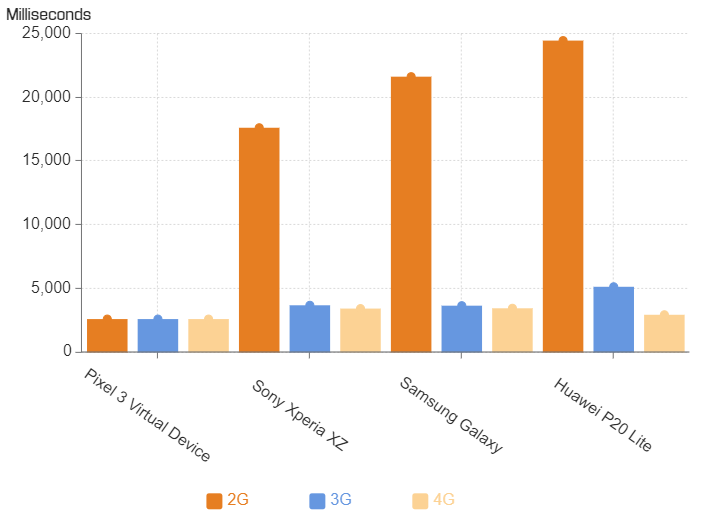 Milliseconds
25,000
20,000
15,000
10,000
5,000
0
Pixel 3 Virtual Device
Sony Xperia XZ
Samsung Galaxy
Huawei P20 Lite
2G 3G 4G